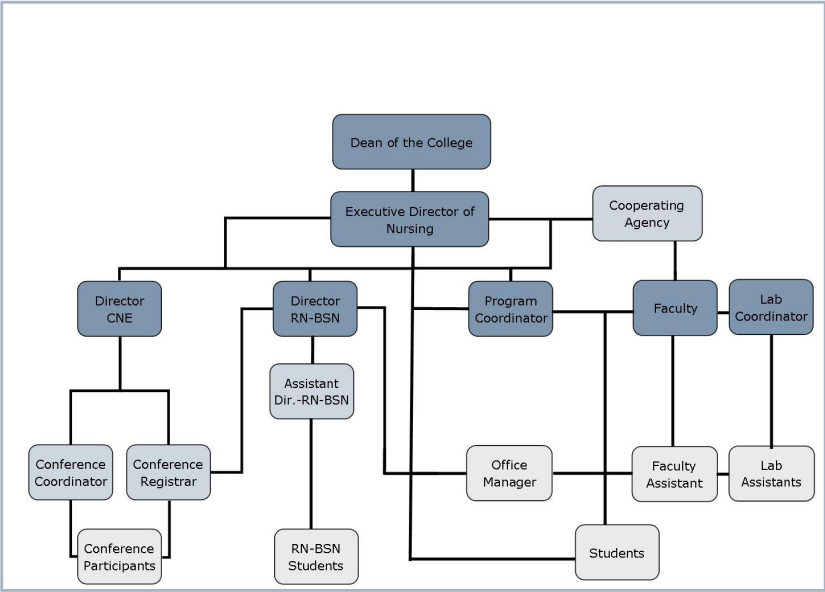 Dean of the College
Executive Director of
Nursing
Cooperating
Agency
Director
CNE
Director
RN-BSN
Program
Coordinator
Faculty
Lab
Coordinator
Assistant
Dir.-RN-BSN
Conference
Coordinator
Conference
Registrar
Office
Manager
Faculty
Assistant
Lab
Assistants
Conference
Participants
RN-BSN
Students
Students